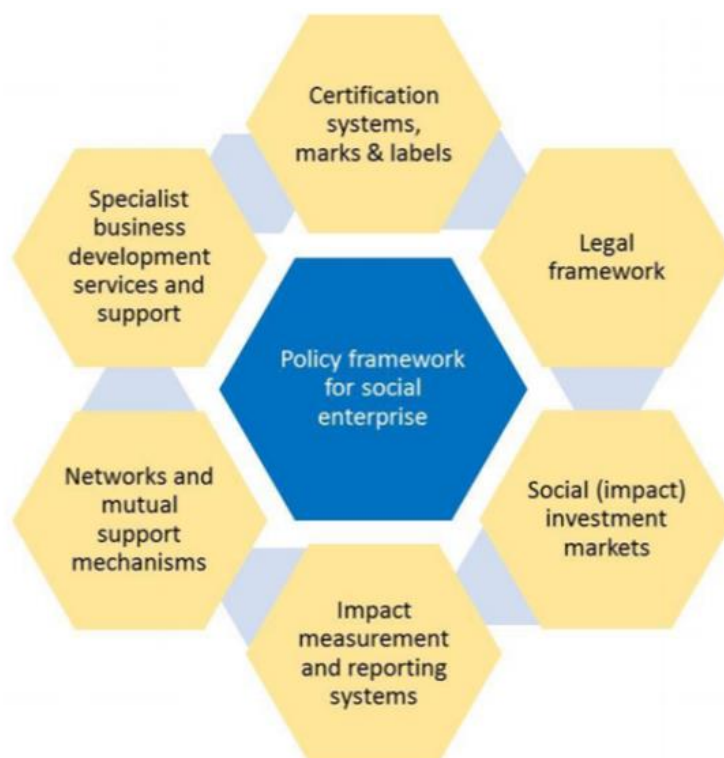 Certification
systems,
marks & labels
Legal
framework
Social (impact)
investment
markets
Impact
measurement
and reporting
systems
Networks and
mutual
support
mechanisms
Specialist
business
development
services and
support
Policy framework
for social
enterprise